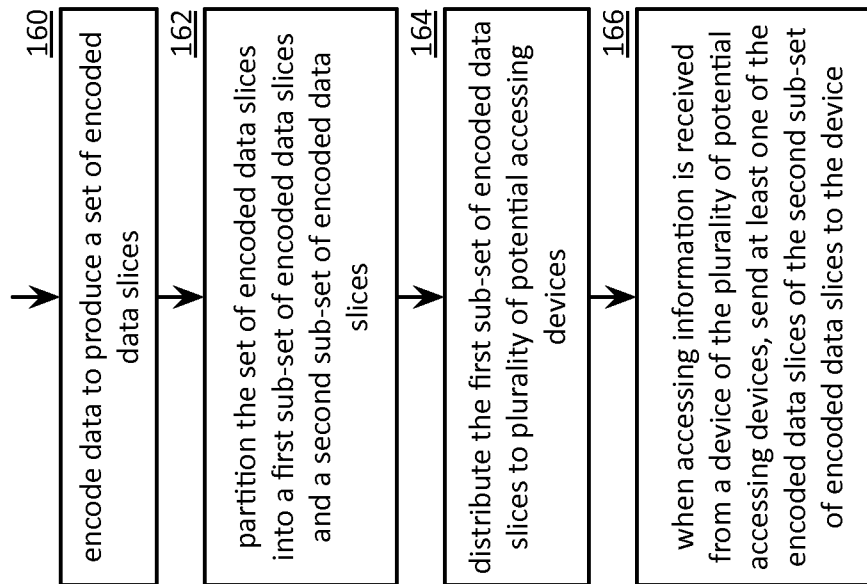 160
encode data to produce a set of encoded
data slices
162
partition the set of encoded data slices
into a first sub-set of encoded data slices
and a second sub-set of encoded data
slices
164
distribute the first sub-set of encoded data
slices to plurality of potential accessing
devices
166
when accessing information is received
from a device of the plurality of potential
accessing devices, send at least one of the
encoded data slices of the second sub-set
of encoded data slices to the device